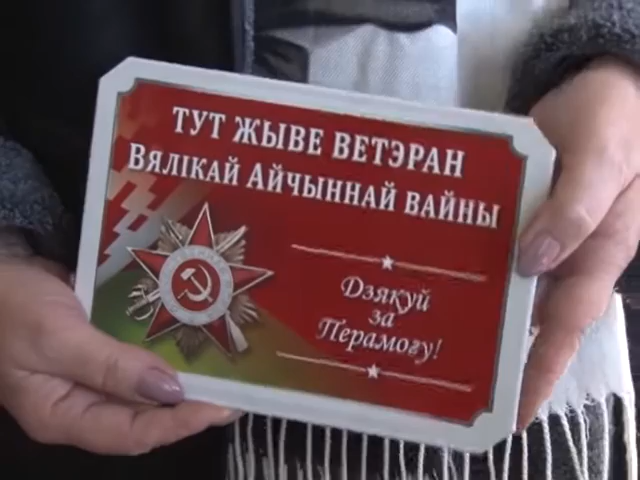 ТУТ ЖЫВЕ ВЕТЭРАН
ВЯЛІКАЙ АЙЧЫННАЙ ВАЙНЫ
Дзякуй
за
Перамогу!